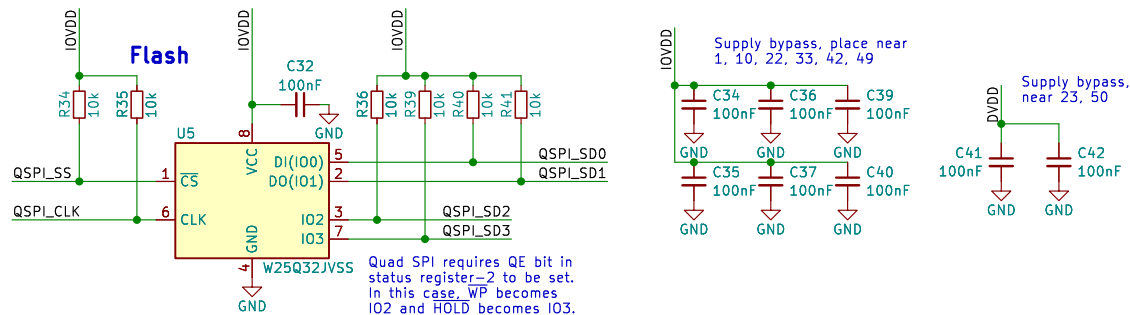 Flash
IOVDD
IOVDD
IOVDD
R34
10k
R35
10k
C32
100nF
GND
R36
10k
R39
10k
R40
10k
R41
10k
U5
8
VCC
QSPI_SS
1
CS
QSPI_CLK
6
CLK
DI(IO0)
5
QSPI_SD0
DO(IO1)
2
QSPI_SD1
IO2
3
QSPI_SD2
IO3
7
QSPI_SD3
GND
4
W25Q32JVSS
GND
Quad SPI requires QE bit in
status register-2 to be set.
In this case, WP becomes
IO2 and HOLD becomes IO3.
IOVDD
Supply bypass, place near
1, 10, 22, 33, 42, 49
C34
100nF
GND
C36
100nF
GND
C39
100nF
GND
C35
100nF
GND
C37
100nF
GND
C40
100nF
GND
Supply bypass,
near 23, 50
DVDD
C41
100nF
GND
C42
100nF
GND